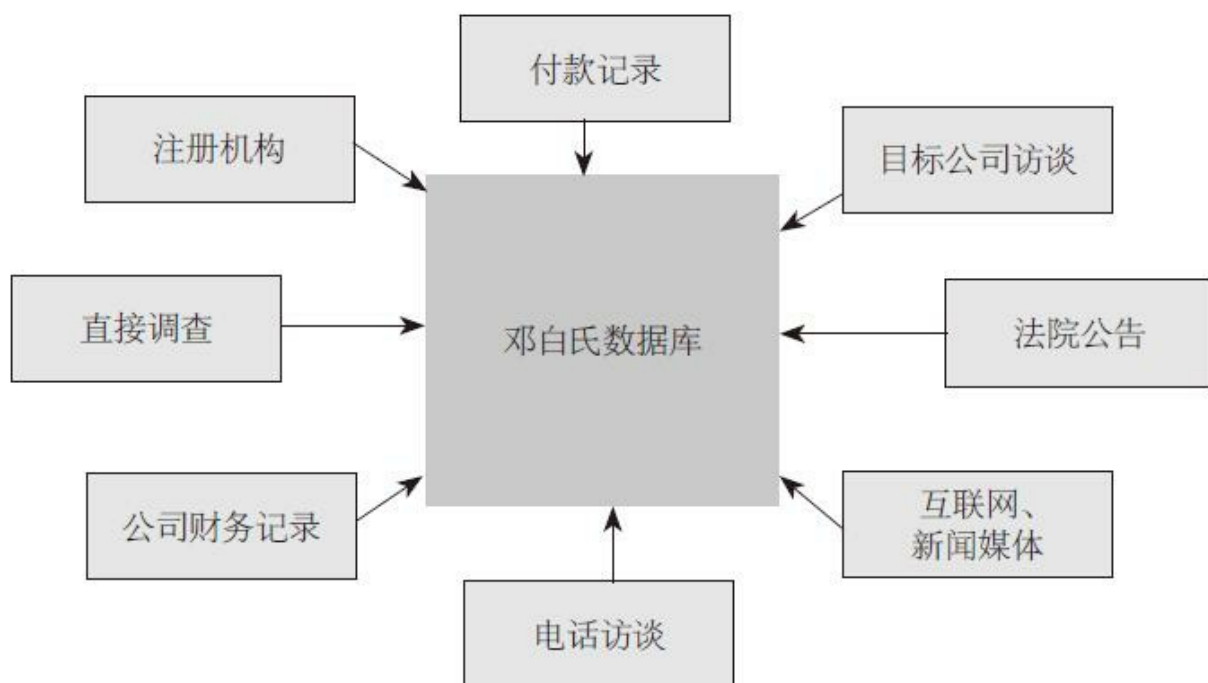 付款记录
注册机构
目标公司访谈
直接调查
邓白氏数据库
法院公告
公司财务记录
互联网、
新闻媒体
电话访谈